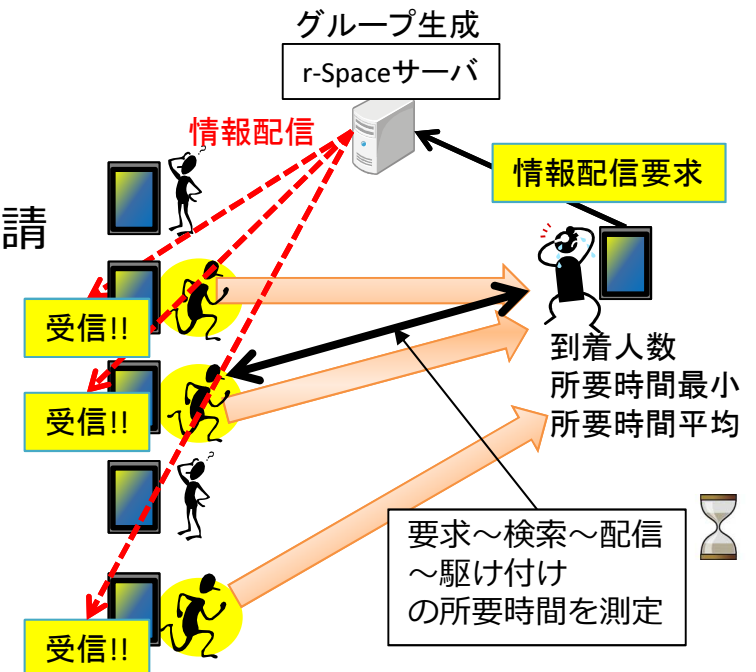 グループ生成
r-Spaceサーバ
情報配信
情報配信要求
請
受信!!
受信!!
到着人数
所要時間最小
所要時間平均
要求～検索～配信
～駆け付け
の所要時間を測定
受信!!